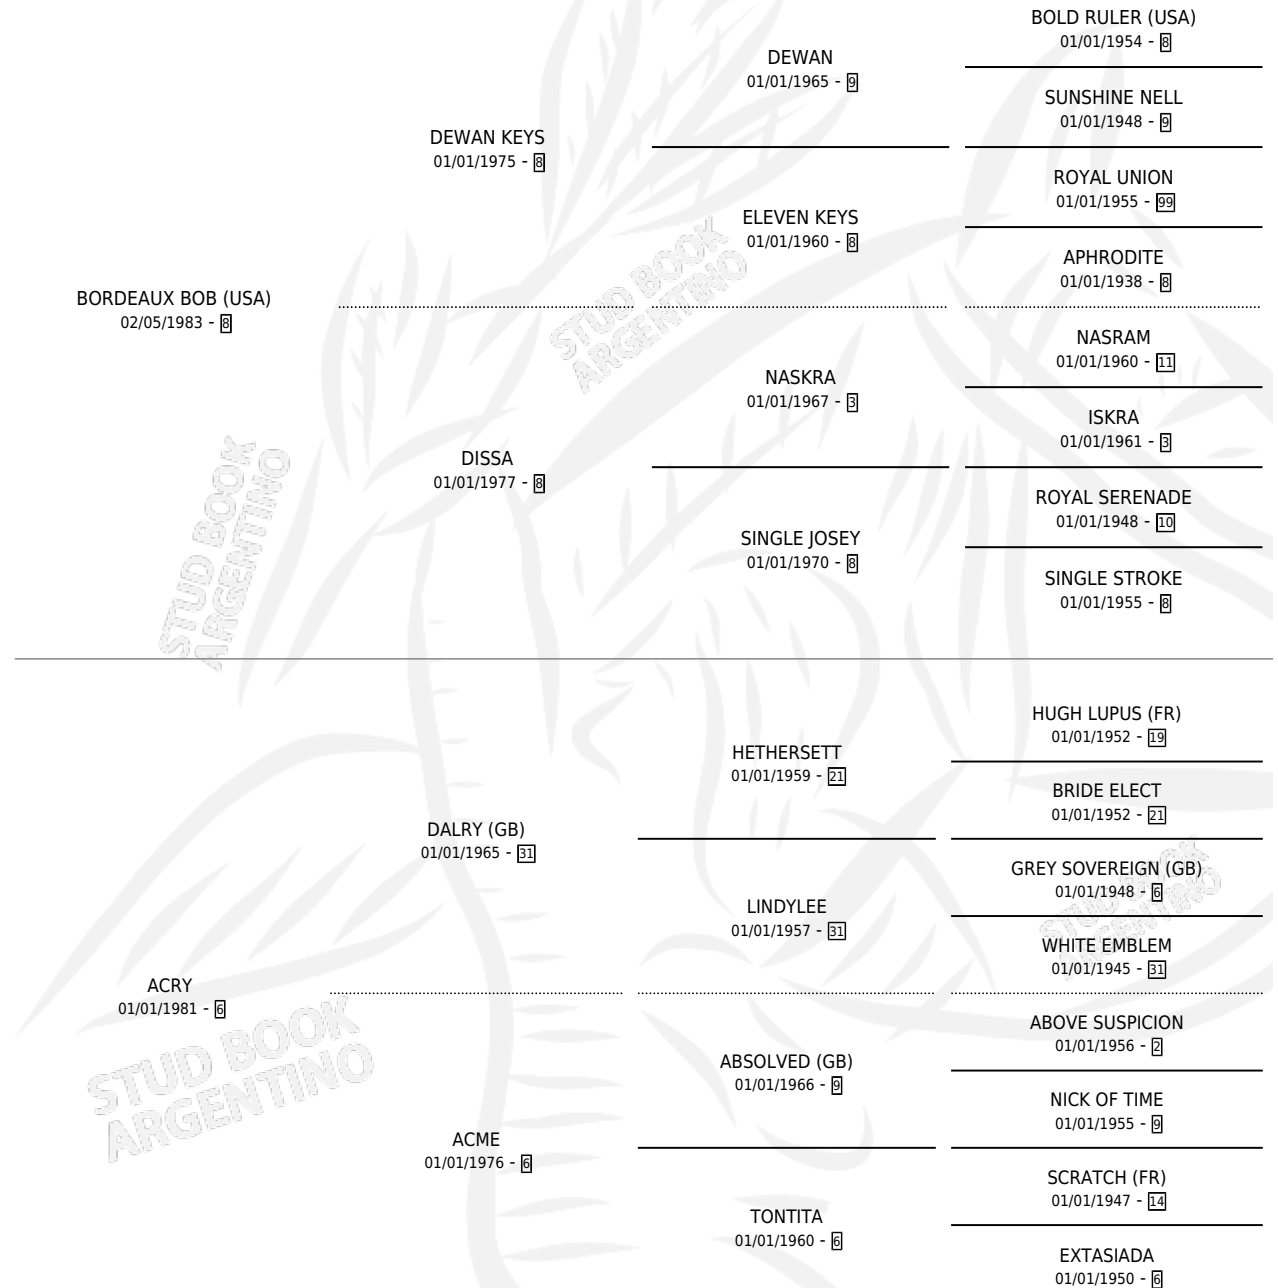 BOLD RULER (USA)
01/01/1954 - 8
DEWAN
01/01/1965 - 9
SUNSHINE NELL
01/01/1948 - 9
DEWAN KEYS
01/01/1975 - 8
ROYAL UNION
01/01/1955 - 99
ELEVEN KEYS
01/01/1960 - 8
APHRODITE
01/01/1938 - 8
BORDEAUX BOB (USA)
02/05/1983 - 8
STUD BOOK
ARGENTINO
NASRAM
01/01/1960 - 11
NASKRA
01/01/1967 - 3
ISKRA
01/01/1961 - 3
DISSA
01/01/1977 - 8
ROYAL SERENADE
01/01/1948 - 10
SINGLE JOSEY
01/01/1970 - 8
SINGLE STROKE
01/01/1955 - 8
STUD BOOK
ARGENTINO
HUGH LUPUS (FR)
01/01/1952 - 19
HETHERSETT
01/01/1959 - 21
BRIDE ELECT
01/01/1952 - 21
DALRY (GB)
01/01/1965 - 31
GREY SOVEREIGN (GB)
01/01/1948 - 6
LINDYLEE
01/01/1957 - 31
WHITE EMBLEM
01/01/1945 - 31
STUD BOOK
ARGENTINO
ACRY
01/01/1981 - 6
ABOVE SUSPICION
01/01/1956 - 2
ABSOLVED (GB)
01/01/1966 - 9
NICK OF TIME
01/01/1955 - 9
STUD BOOK
ARGENTINO
ACME
01/01/1976 - 6
SCRATCH (FR)
01/01/1947 - 14
TONTITA
01/01/1960 - 6
EXTASIADA
01/01/1950 - 6